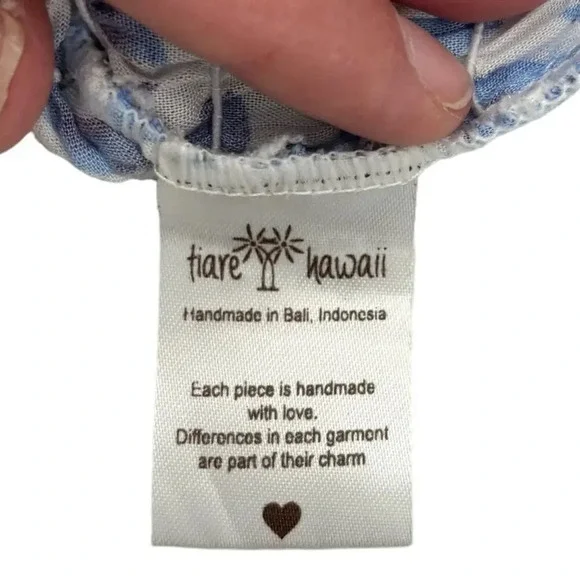 tiare hawaii
Handmade in Bali, Indonesia
Each piece is handmade
with love.
Differences in each garment
are part of their charm